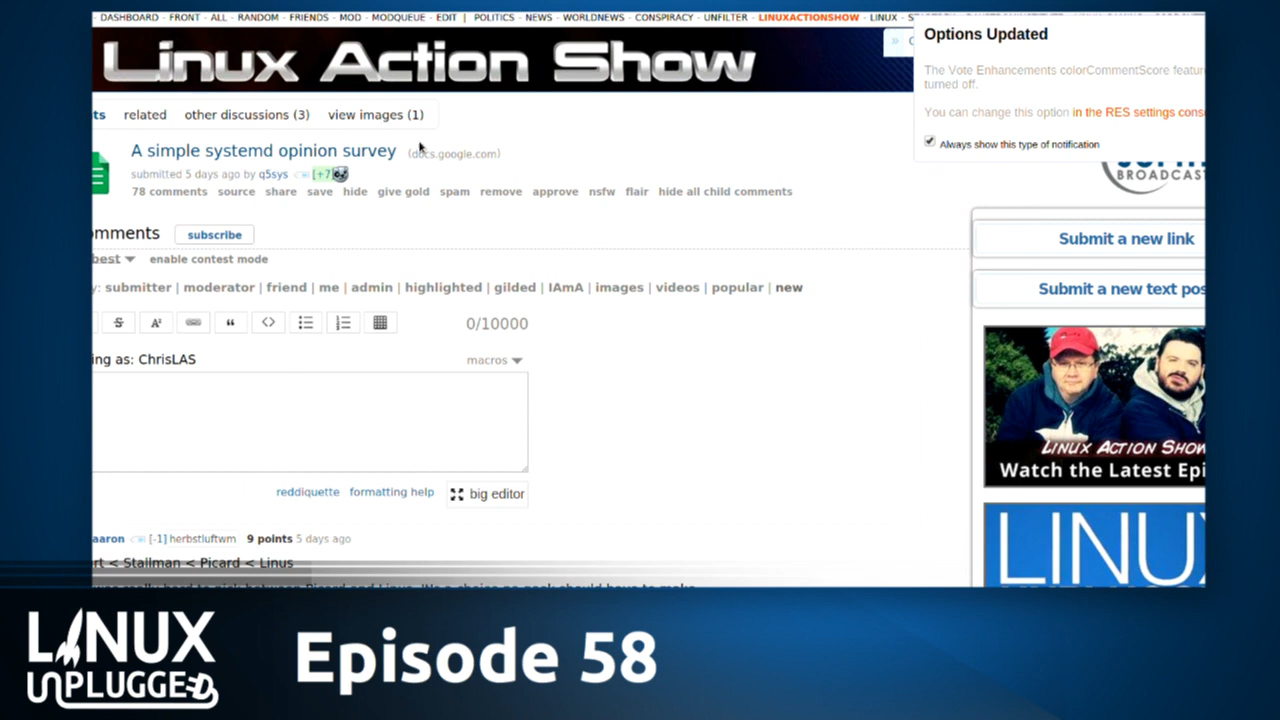 - DASHBOARD - FRONT - ALL - RANDOM - FRIENDS - MOD - MODQUEUE - EDIT | POLITICS - NEWS - WORLDNEWS - CONSPIRACY - UNFILTER - LINUXACTIONSHOW - LINUX -
Linux Action Show
Options Updated
The Vote Enhancements colorCommentScore featur
turned off.
You can change this option in the RES settings cons
Always show this type of notification
ts related other discussions (3) view images (1)
A simple systemd opinion survey (docs.google.com)
submitted 5 days ago by q5sys [+7]
78 comments source share save hide give gold spam remove approve nsfw flair hide all child comments
BROADCAS
omments subscribe
best enable contest mode
y: submitter | moderator | friend | me | admin | highlighted | gilded | IAmA | images | videos | popular | new
0/10000
ing as: ChrisLAS macros
reddiquette formatting help big editor
Submit a new link
Submit a new text pos
LINUX ACTION SHOW
Watch the Latest Epi
LINU
aaron [-1] herbstluftwm 9 points 5 days ago
rt < Stallman < Picard < Linus
LINUX
UNPLUGGED
Episode 58